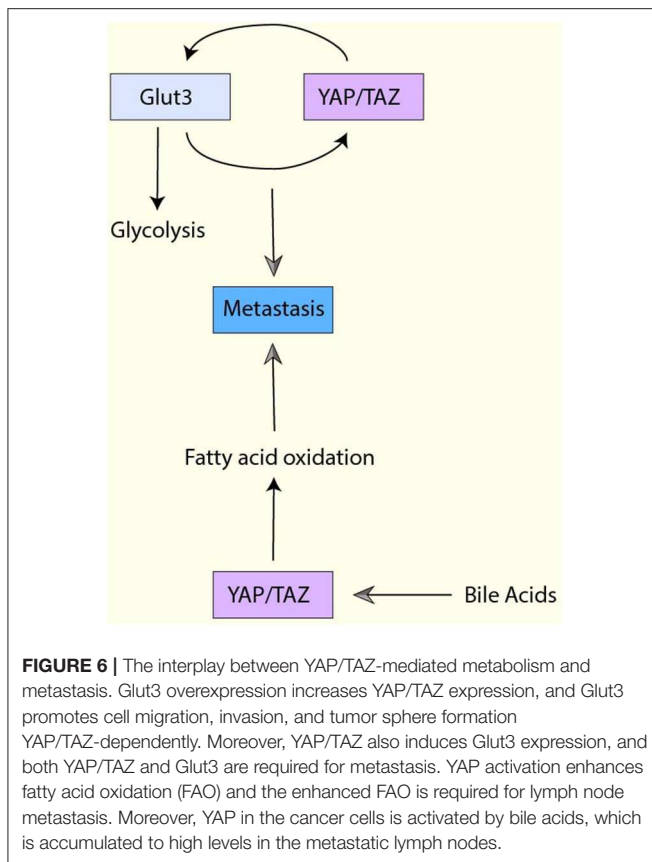 Glut3
YAP/TAZ
Glycolysis
Metastasis
Fatty acid oxidation
YAP/TAZ
Bile Acids
FIGURE 6 | The interplay between YAP/TAZ-mediated metabolism and
metastasis. Glut3 overexpression increases YAP/TAZ expression, and Glut3
promotes cell migration, invasion, and tumor sphere formation
YAP/TAZ-dependently. Moreover, YAP/TAZ also induces Glut3 expression, and
both YAP/TAZ and Glut3 are required for metastasis. YAP activation enhances
fatty acid oxidation (FAO) and the enhanced FAO is required for lymph node
metastasis. Moreover, YAP in the cancer cells is activated by bile acids, which
is accumulated to high levels in the metastatic lymph nodes.